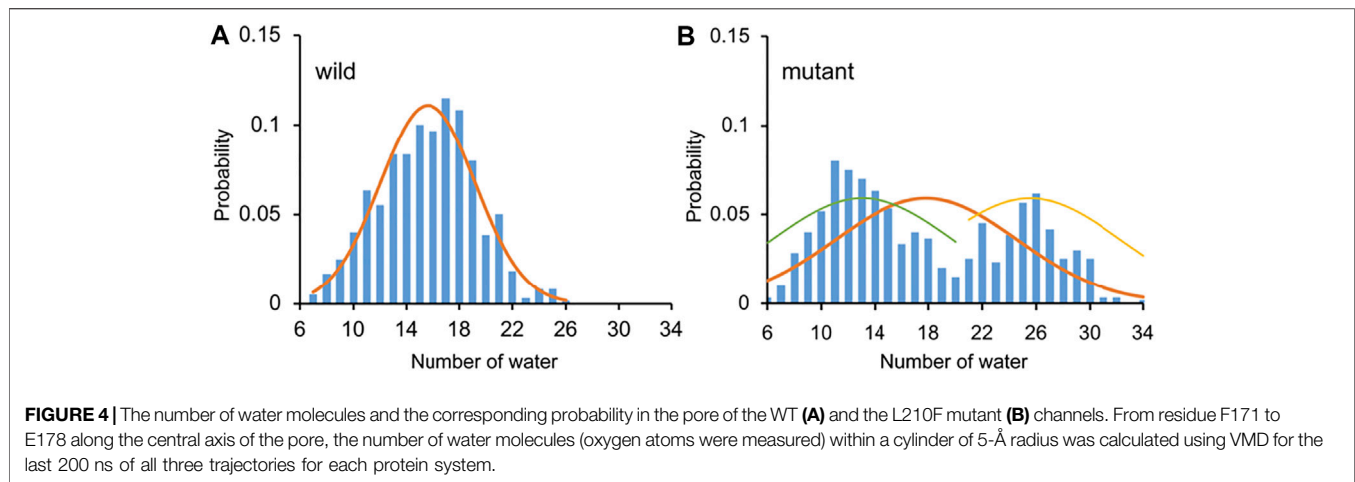 A
0.15
0.1
0.05
0
Probability
wild
6 10 14 18 22 26 30 34
Number of water
B
0.15
0.1
0.05
0
Probability
mutant
6 10 14 18 22 26 30 34
Number of water
FIGURE 4 | The number of water molecules and the corresponding probability in the pore of the WT (A) and the L210F mutant (B) channels. From residue F171 to
E178 along the central axis of the pore, the number of water molecules (oxygen atoms were measured) within a cylinder of 5-Å radius was calculated using VMD for the
last 200 ns of all three trajectories for each protein system.